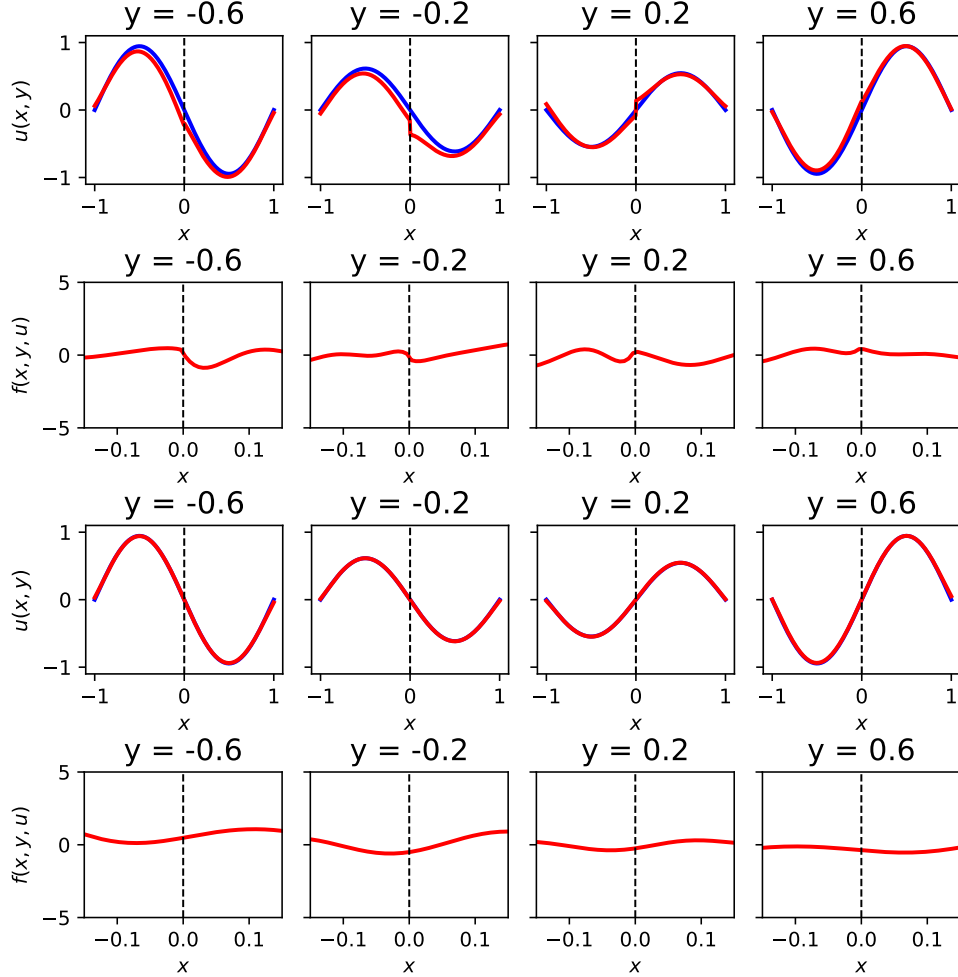 y = -0.6 y = -0.2 y = 0.2 y = 0.6
1
0
−1
u(x, y)
−1 0 1 −1 0 1 −1 0 1 −1 0 1
x x x x
y = -0.6 y = -0.2 y = 0.2 y = 0.6
5
0
−5
f(x, y, u)
−0.1 0.0 0.1 −0.1 0.0 0.1 −0.1 0.0 0.1 −0.1 0.0 0.1
x x x x
y = -0.6 y = -0.2 y = 0.2 y = 0.6
1
0
−1
u(x, y)
−1 0 1 −1 0 1 −1 0 1 −1 0 1
x x x x
y = -0.6 y = -0.2 y = 0.2 y = 0.6
5
0
−5
f(x, y, u)
−0.1 0.0 0.1 −0.1 0.0 0.1 −0.1 0.0 0.1 −0.1 0.0 0.1
x x x x